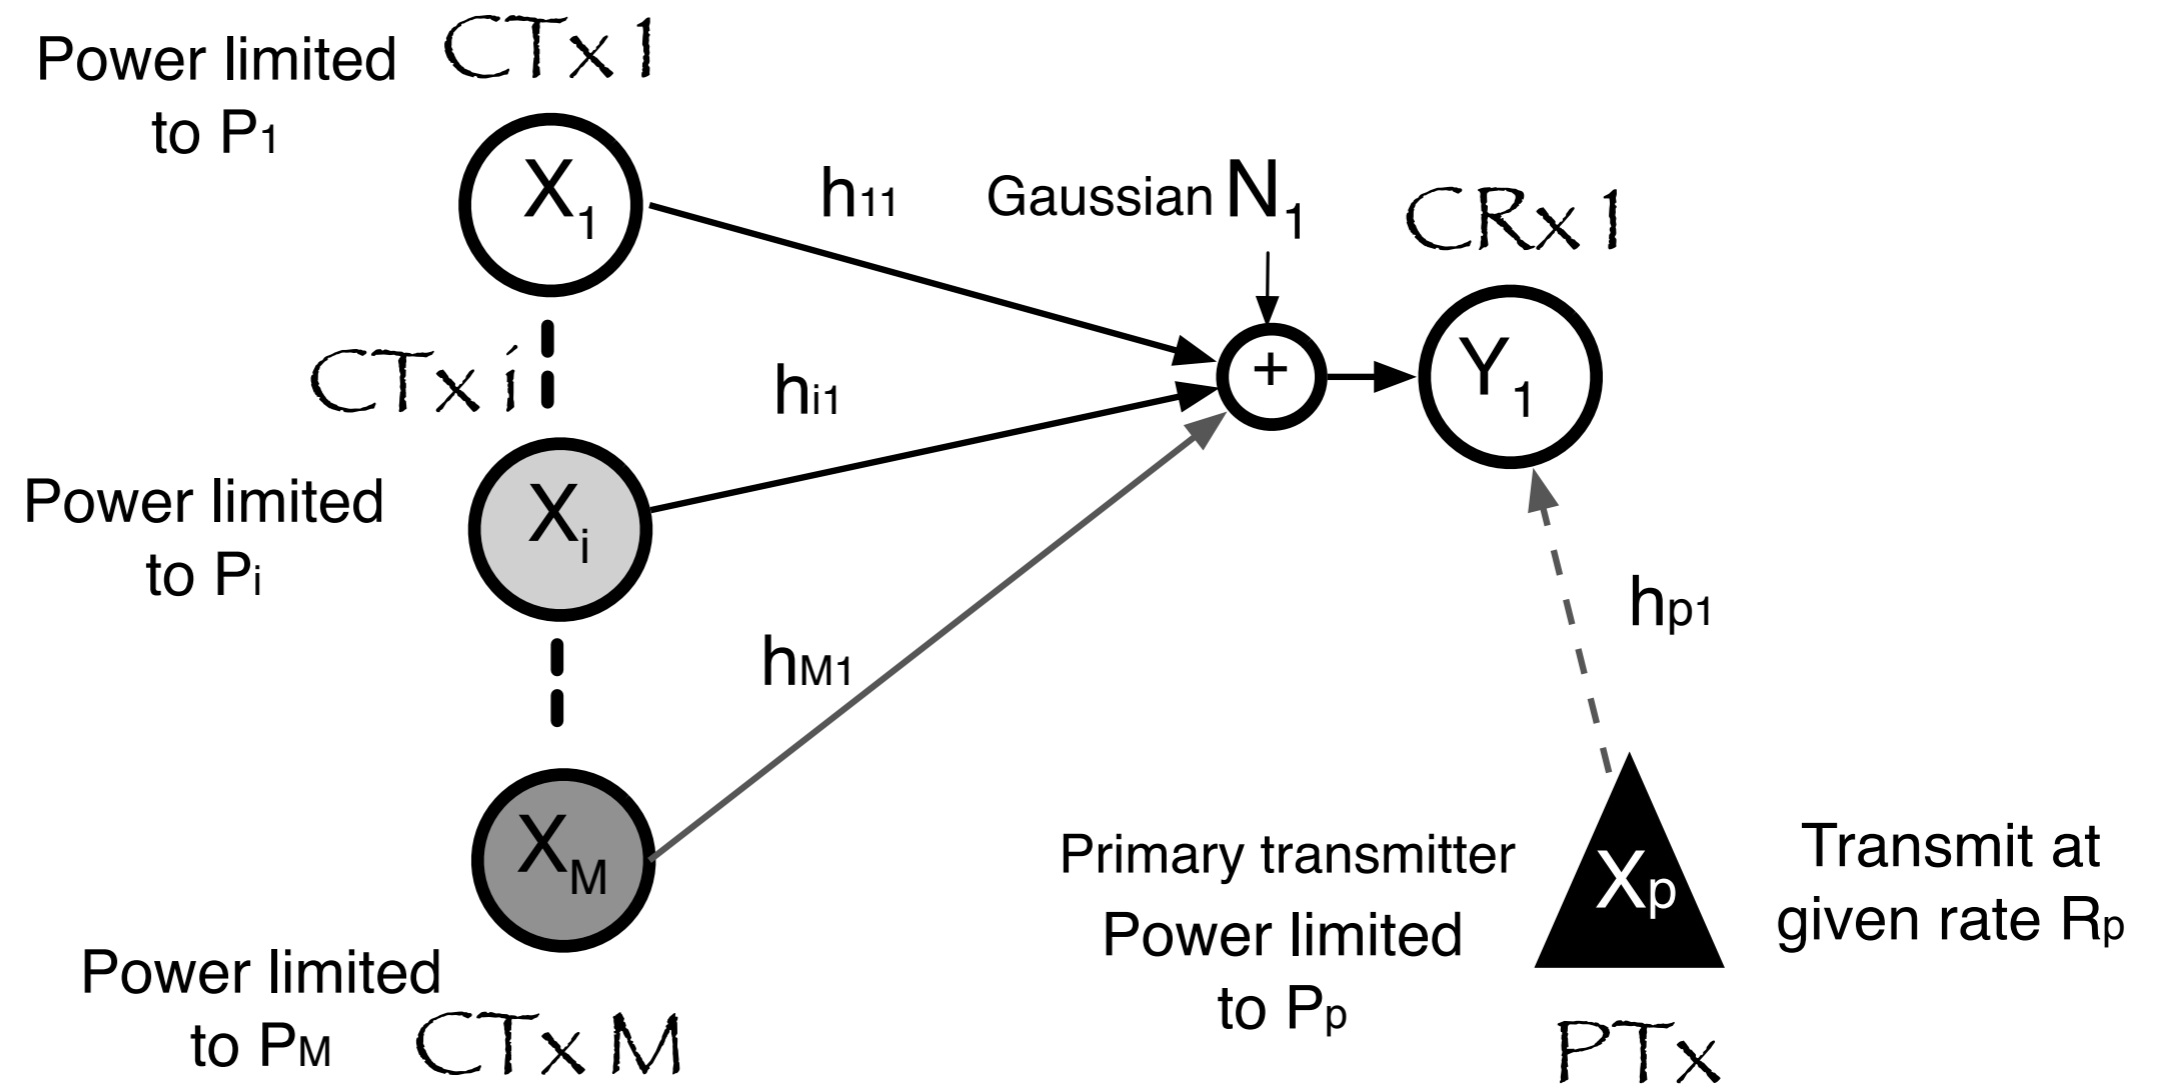 Power limited
to P1
CTx 1
X1
h11
Gaussian N1
CRx 1
+
Y1
CTx i
hi1
Power limited
to Pi
Xi
hM1
hp1
XM
Power limited
to PM
CTx M
Primary transmitter
Power limited
to Pp
Xp
Transmit at
given rate Rp
PTx